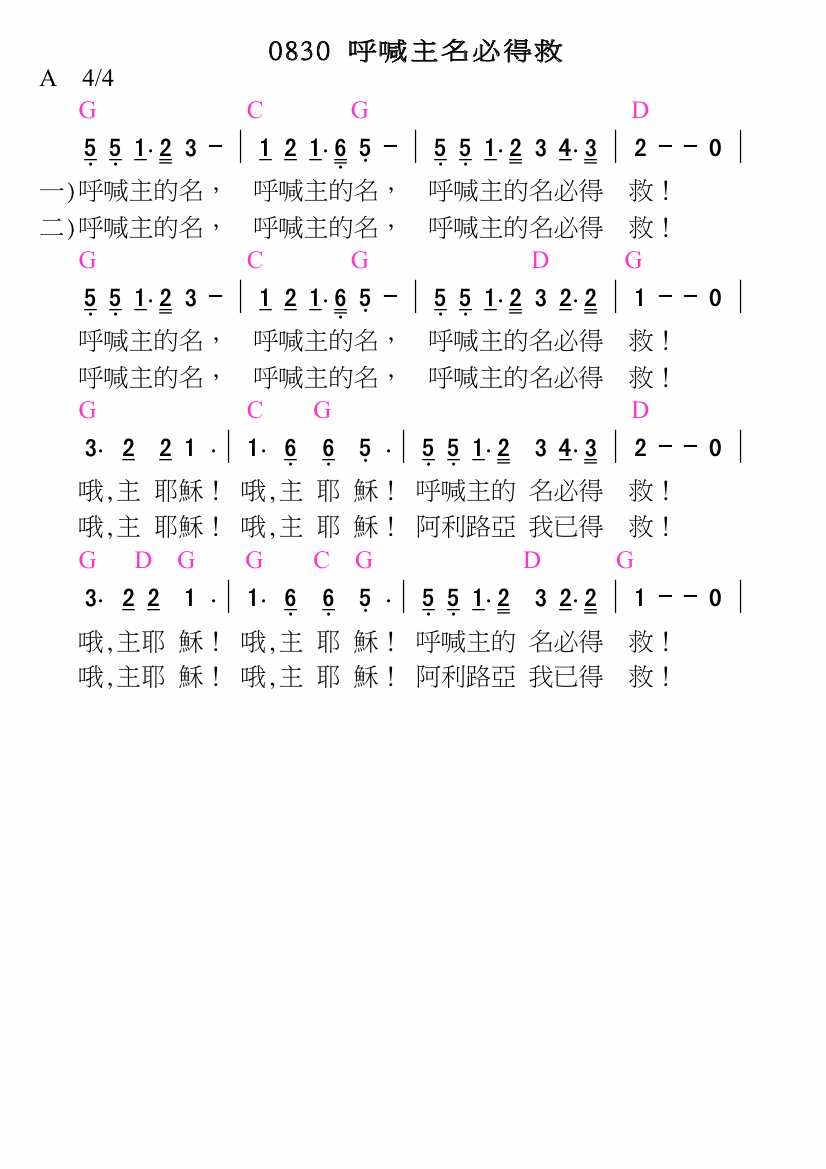 0830 呼喊主名必得救
A 4/4
G C G D
5 5 1· 2 3 - | 1 2 1· 6 5 - | 5 5 1· 2 3 4· 3 | 2 - - 0 |
一)呼喊主的名， 呼喊主的名， 呼喊主的名必得 救！
二)呼喊主的名， 呼喊主的名， 呼喊主的名必得 救！
G C G D G
5 5 1· 2 3 - | 1 2 1· 6 5 - | 5 5 1· 2 3 2· 2 | 1 - - 0 |
呼喊主的名， 呼喊主的名， 呼喊主的名必得 救！
呼喊主的名， 呼喊主的名， 呼喊主的名必得 救！
G C G D
3· 2 2 1 · | 1· 6 6 5 · | 5 5 1· 2 3 4· 3 | 2 - - 0 |
哦,主 耶穌！ 哦,主 耶 穌！ 呼喊主的 名必得 救！
哦,主 耶穌！ 哦,主 耶 穌！ 阿利路亞 我已得 救！
G D G G C G D G
3· 2 2 1 · | 1· 6 6 5 · | 5 5 1· 2 3 2· 2 | 1 - - 0 |
哦,主耶 穌！ 哦,主 耶 穌！ 呼喊主的 名必得 救！
哦,主耶 穌！ 哦,主 耶 穌！ 阿利路亞 我已得 救！